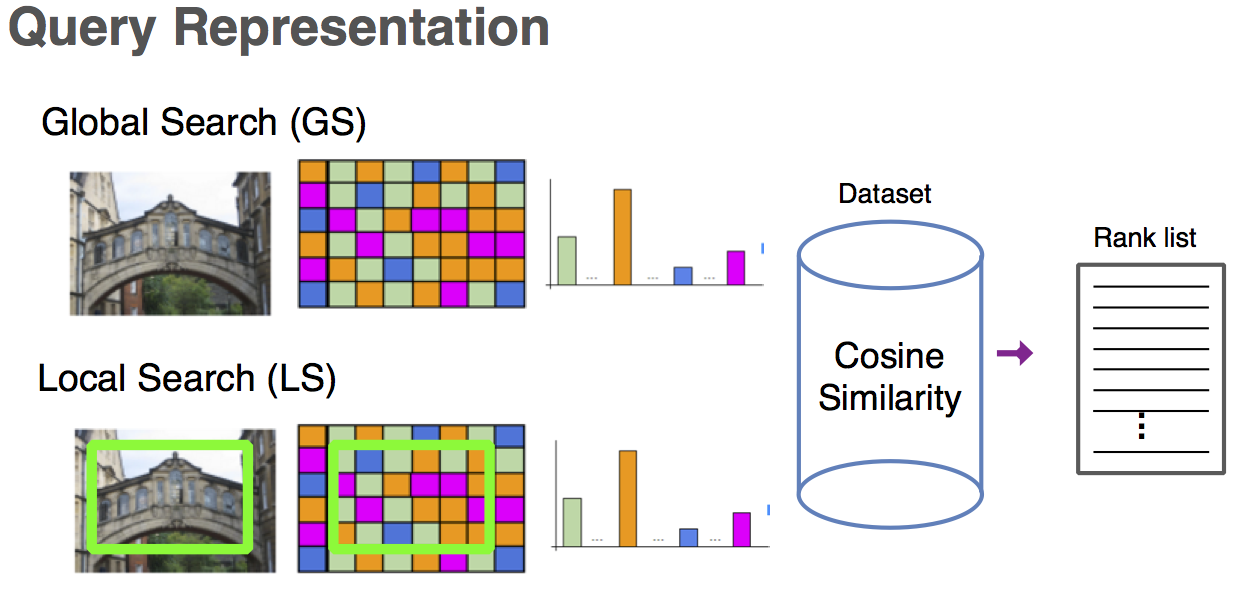 Query Representation
Global Search (GS)
Dataset
Rank list
Cosine
Similarity
Local Search (LS)